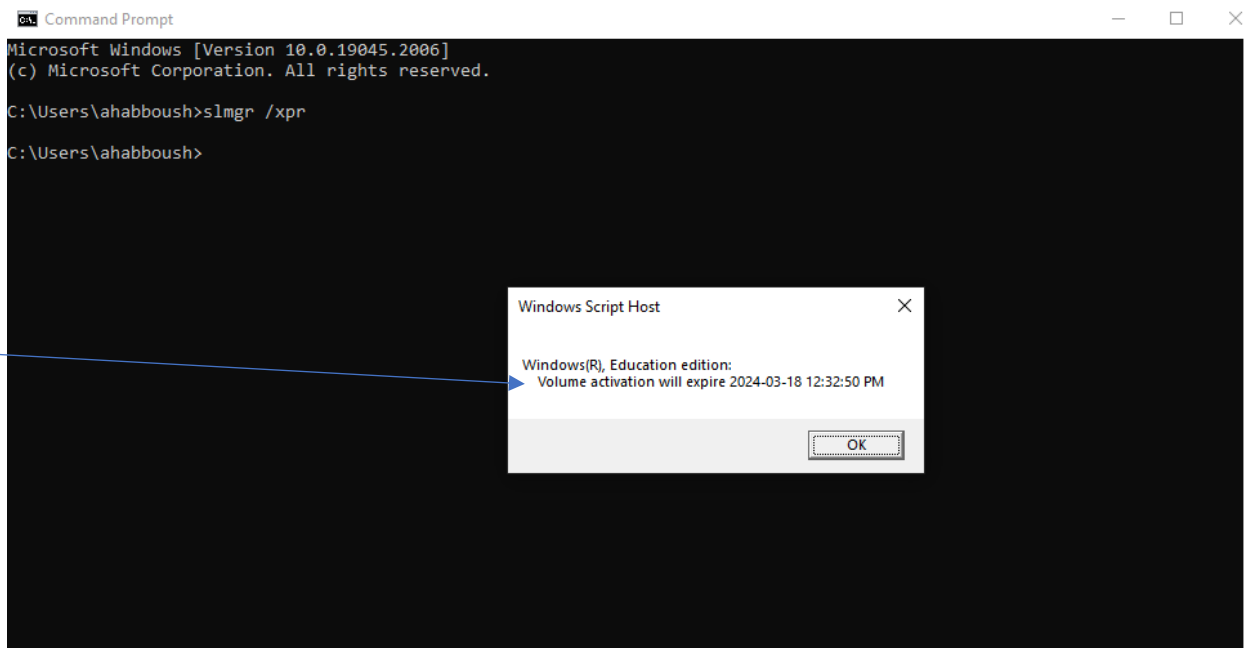 Command Prompt
Microsoft Windows [Version 10.0.19045.2006]
(c) Microsoft Corporation. All rights reserved.
C:\Users\ahabboush>slmgr /xpr
C:\Users\ahabboush>
Windows Script Host
Windows(R), Education edition:
Volume activation will expire 2024-03-18 12:32:50 PM
OK